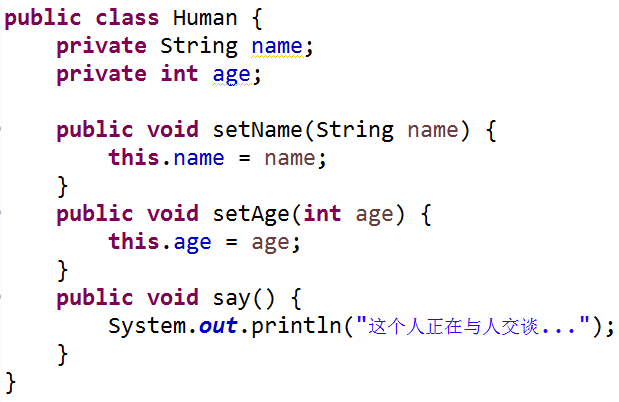 public class Human {
    private String name;
    private int age;

    public void setName(String name) {
        this.name = name;
    }
    public void setAge(int age) {
        this.age = age;
    }
    public void say() {
        System.out.println("这个人正在与人交谈...");
    }
}